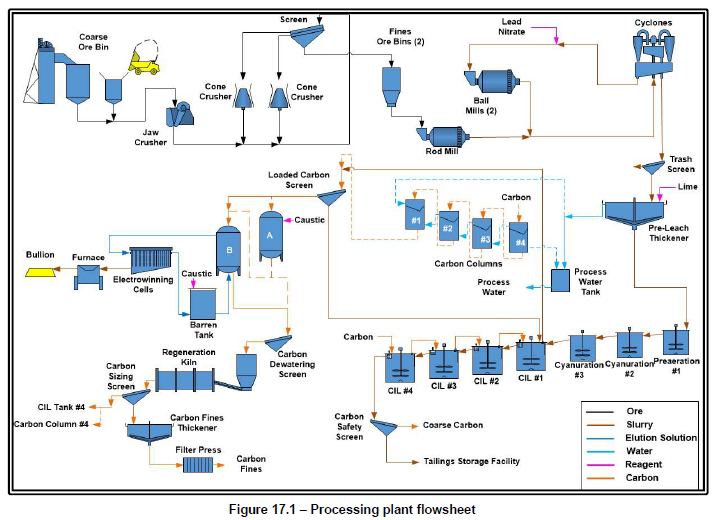 Coarse
Ore Bin
Jaw
Crusher
Screen
Cone
Crusher
Cone
Crusher
Fines
Ore Bins (2)
Rod Mill
Lead
Nitrate
Ball
Mills (2)
Cyclones
Trash
Screen
Lime
Pre-Leach
Thickener
Loaded Carbon
Screen
A
Caustic
B
#1
#2
#3
#4
Carbon
Carbon Columns
Process
Water
Process
Water
Tank
Bullion
Furnace
Electrowinning
Cells
Caustic
Barren
Tank
Carbon
Dewatering
Screen
Regeneration
Kiln
Carbon
Sizing
Screen
CIL Tank #4
Carbon Column #4
Carbon Fines
Thickener
Filter Press
Carbon
Fines
Carbon
CIL #4
CIL #3
CIL #2
CIL #1
Cyanuration
#3
Cyanuration
#2
Preaeration
#1
Carbon
Safety
Screen
Coarse Carbon
Tailings Storage Facility
Ore
Slurry
Elution Solution
Water
Reagent
Carbon
Figure 17.1 – Processing plant flowsheet